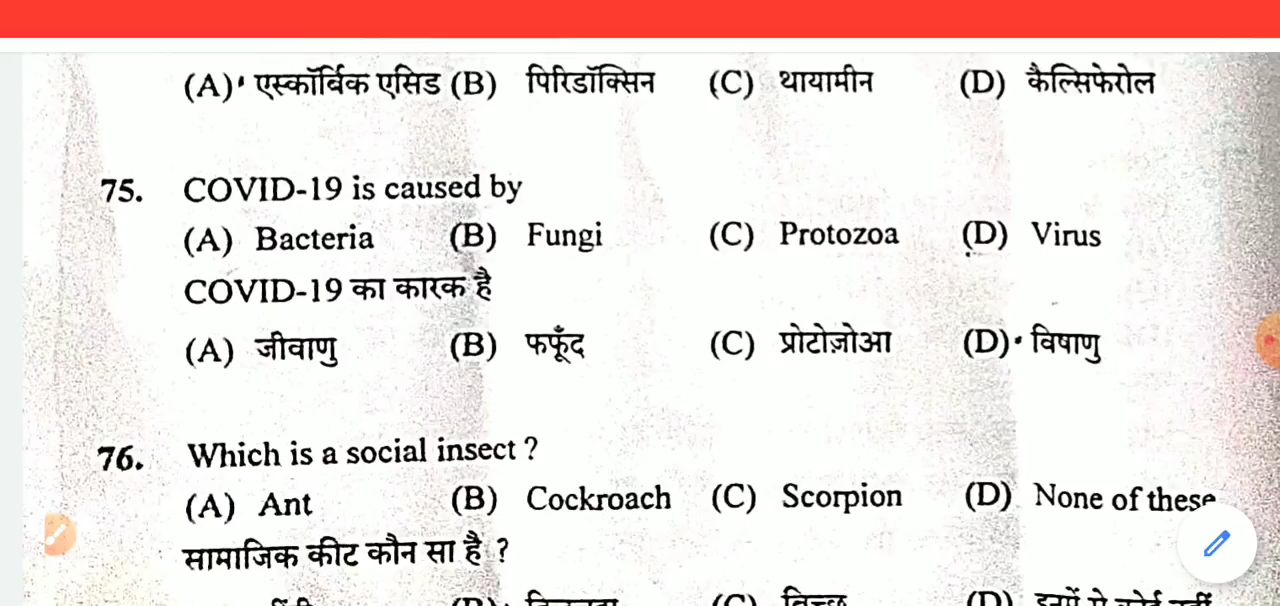 (A) एस्कॉर्बिक एसिड (B) पिरिडॉक्सिन (C) थायामीन (D) कैल्सिफेरोल
75. COVID-19 is caused by
(A) Bacteria (B) Fungi (C) Protozoa (D) Virus
COVID-19 का कारक है
(A) जीवाणु (B) फफूँद (C) प्रोटोज़ोआ (D) विषाणु
76. Which is a social insect ?
(A) Ant (B) Cockroach (C) Scorpion (D) None of these
सामाजिक कीट कौन सा है ?
(B) (C) (D)